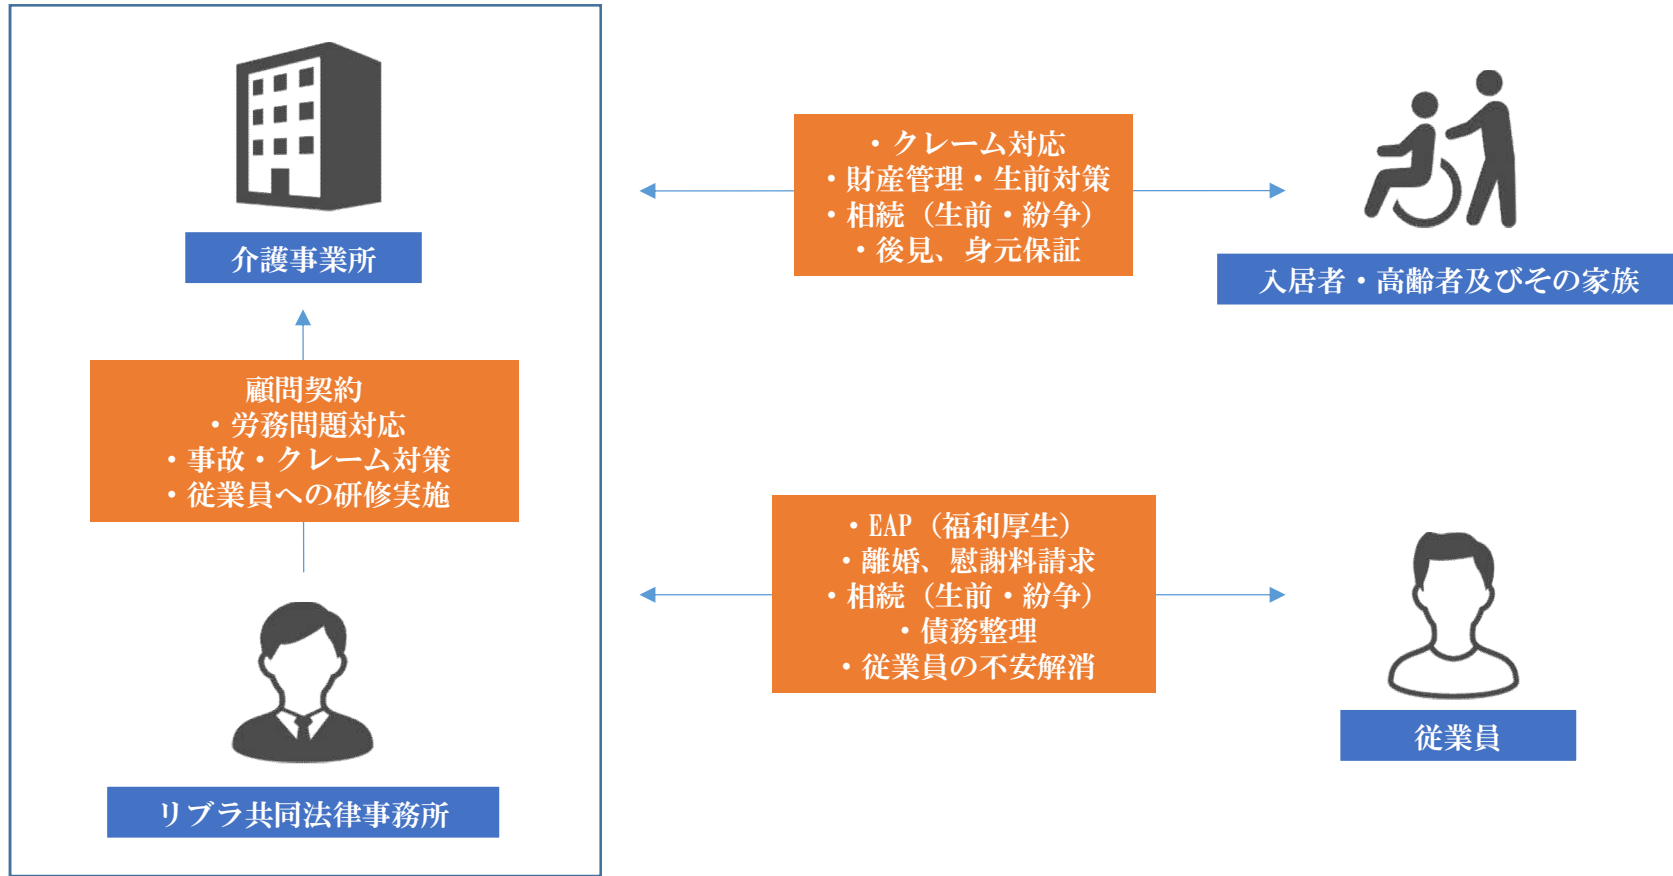 介護事業所
顧問契約
・労務問題対応
・事故・クレーム対策
・従業員への研修実施
リブラ共同法律事務所
・クレーム対応
・財産管理・生前対策
・相続（生前・紛争）
・後見、身元保証
入居者・高齢者及びその家族
・EAP（福利厚生）
・離婚、慰謝料請求
・相続（生前・紛争）
・債務整理
・従業員の不安解消
従業員